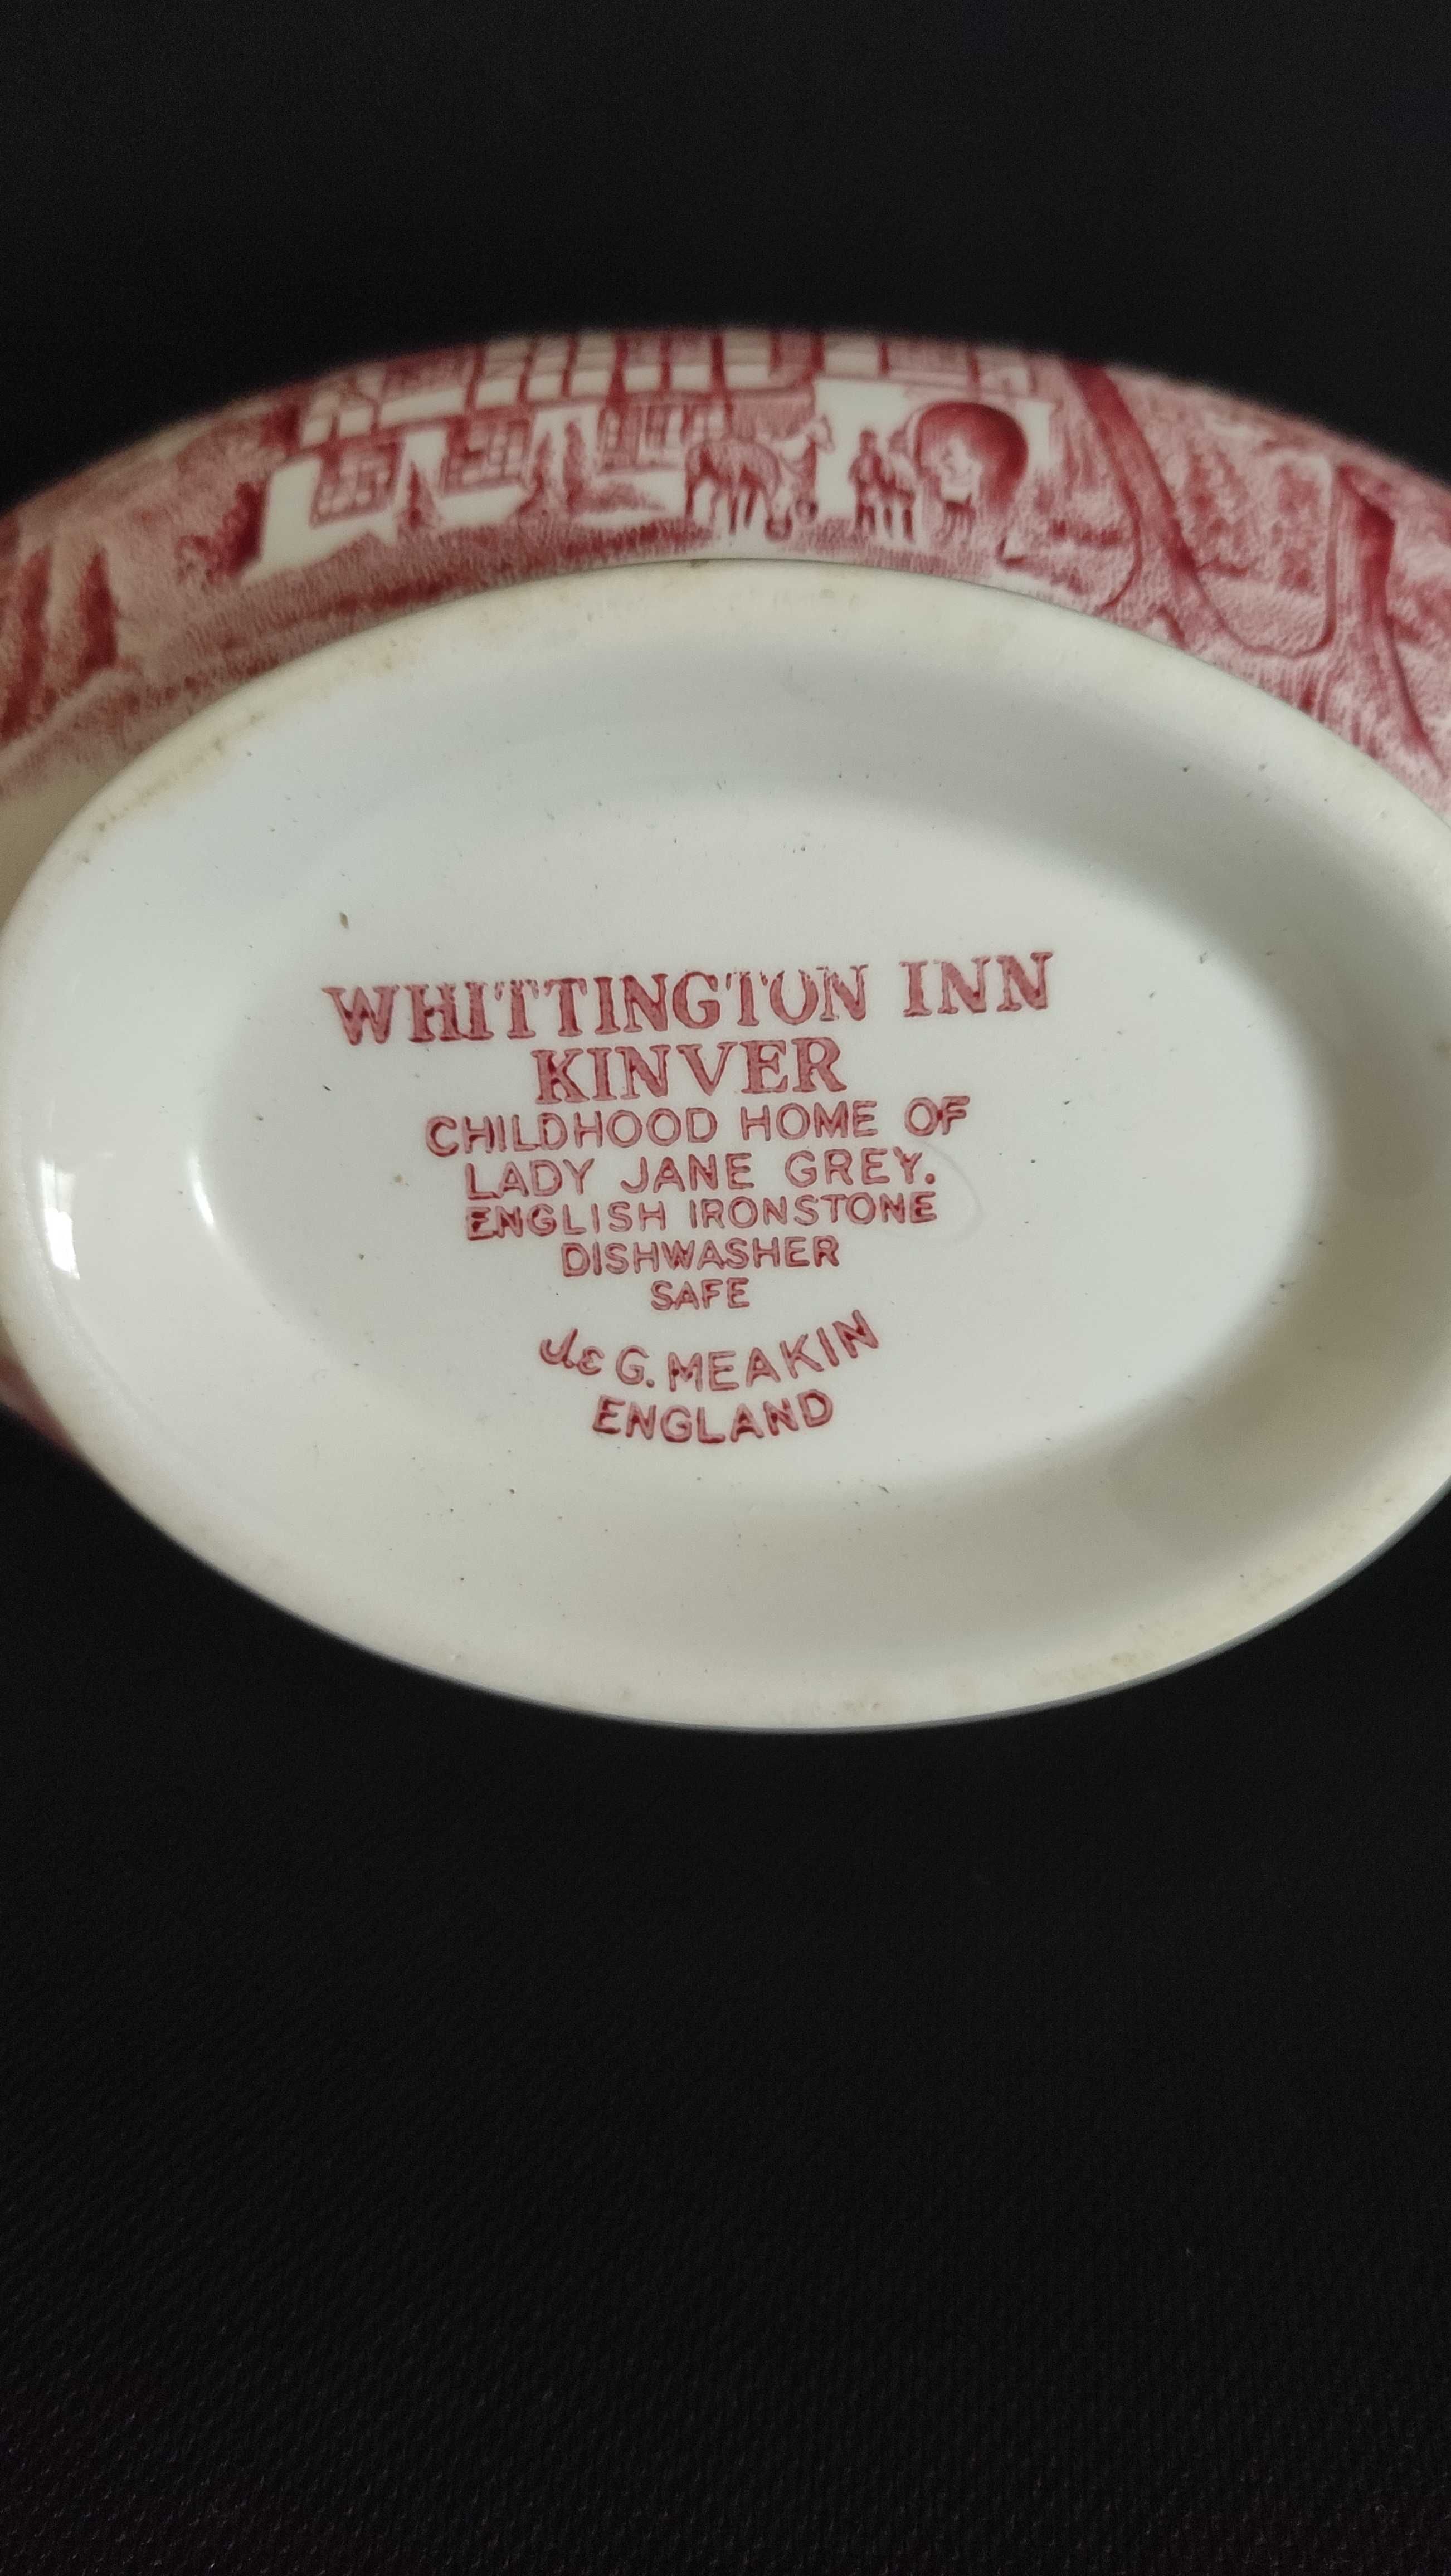 WHITTINGTON INN
KINVER
CHILDHOOD HOME OF
LADY JANE GREY.
ENGLISH IRONSTONE
DISHWASHER
SAFE
J & G. MEAKIN
ENGLAND